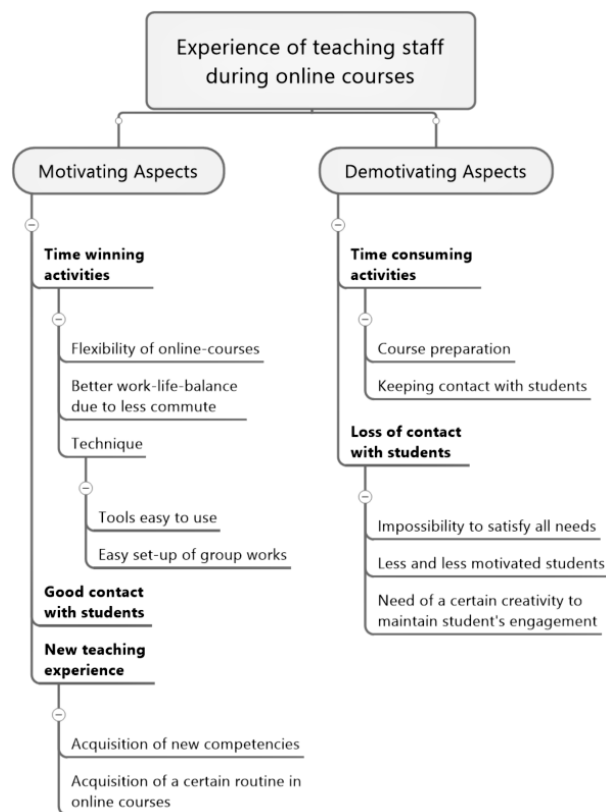 Experience of teaching staff
during online courses
Motivating Aspects
Time winning
activities
Flexibility of online-courses
Better work-life-balance
due to less commute
Technique
Tools easy to use
Easy set-up of group works
Good contact
with students
New teaching
experience
Acquisition of new competencies
Acquisition of a certain routine in
online courses
Demotivating Aspects
Time consuming
activities
Course preparation
Keeping contact with students
Loss of contact
with students
Impossibility to satisfy all needs
Less and less motivated students
Need of a certain creativity to
maintain student's engagement